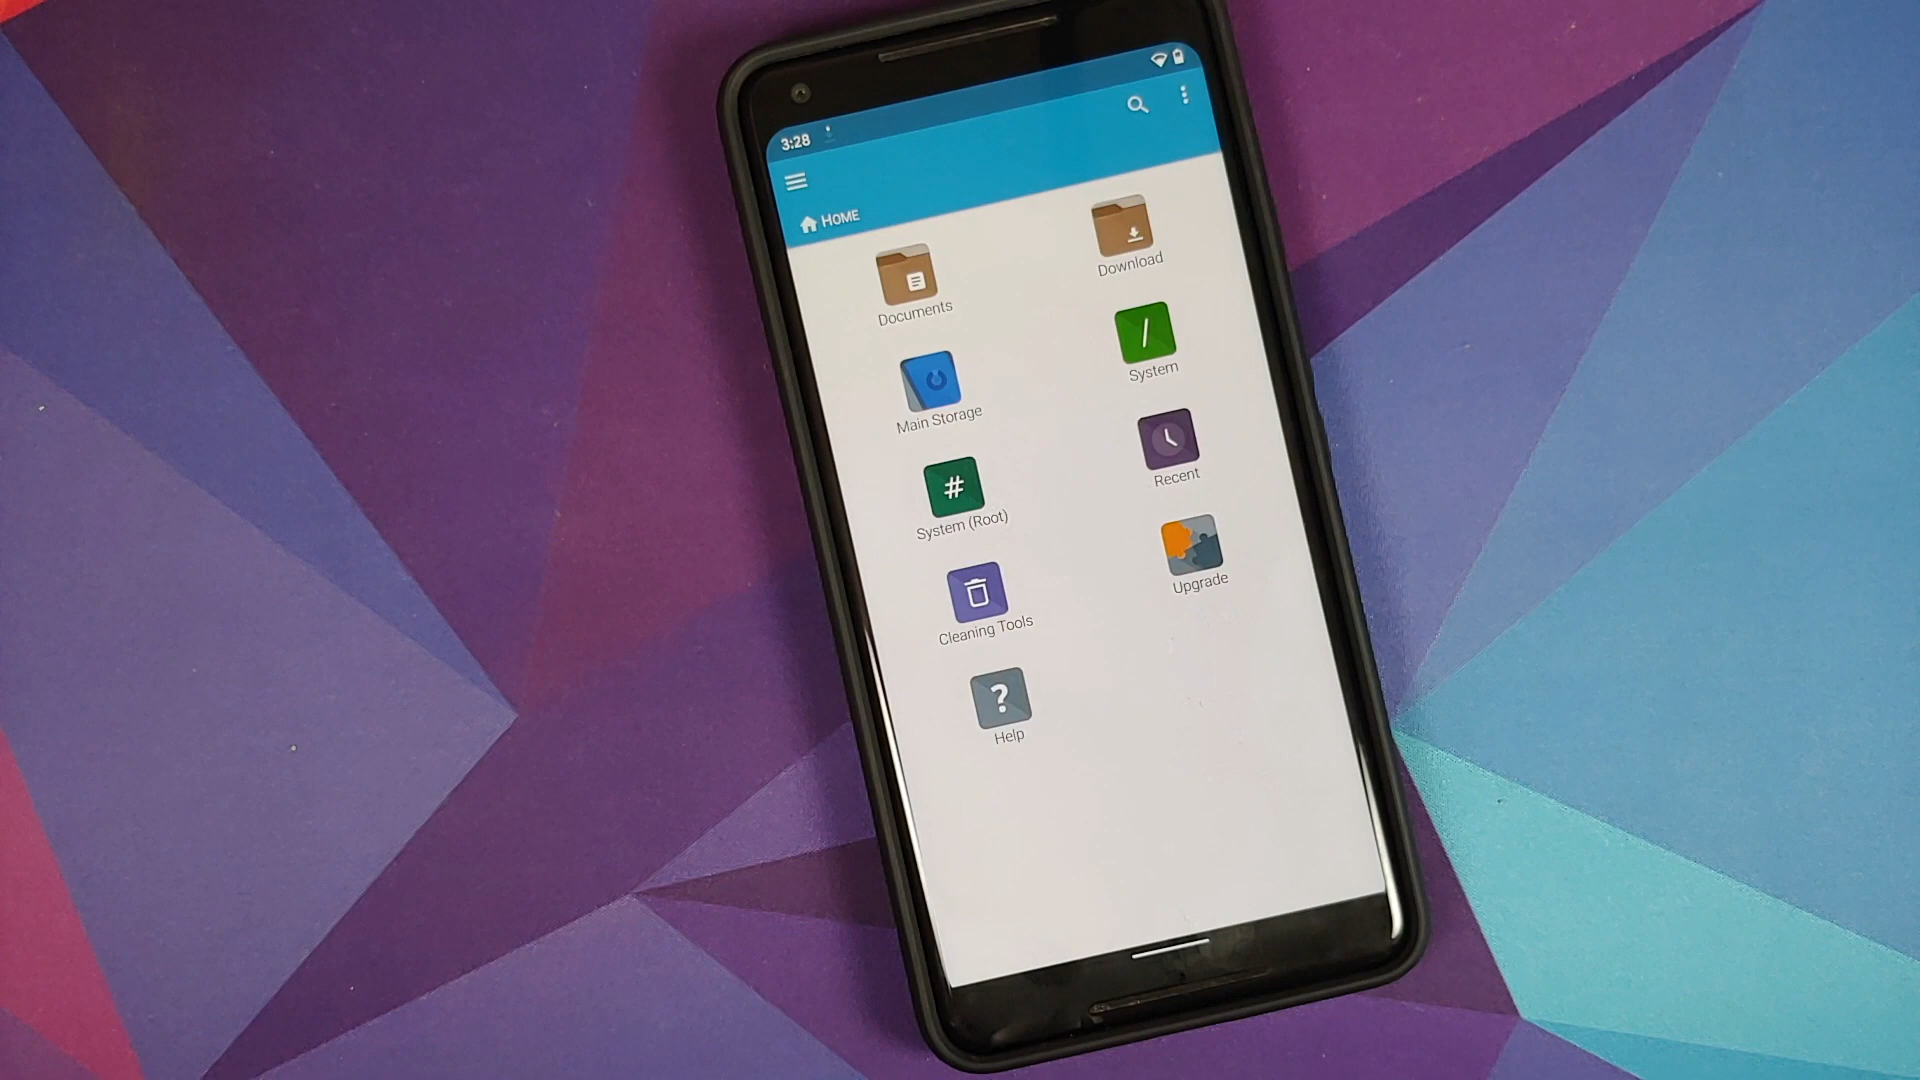 3:28
HOME
Documents
Download
Main Storage
System
System (Root)
Recent
Cleaning Tools
Upgrade
Help